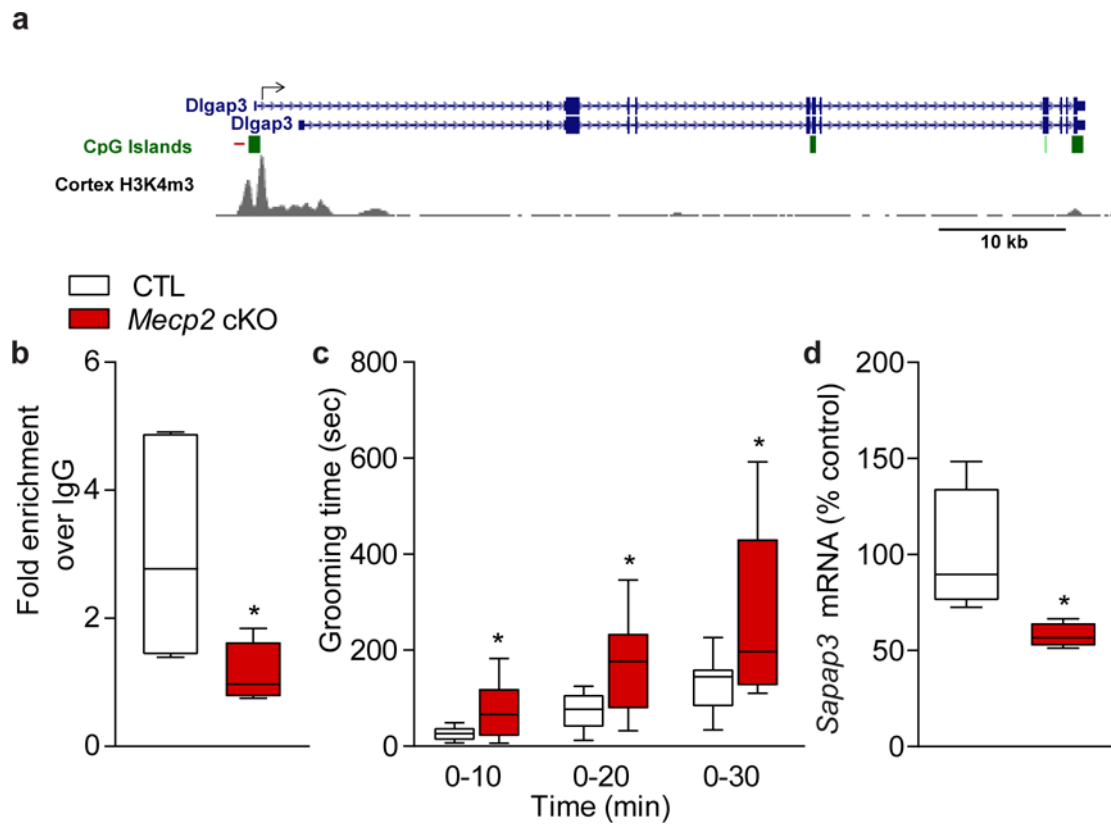 a
Dlgap3
Dlgap3
CpG Islands
Cortex H3K4m3
10 kb
CTL
Mecp2 cKO
b
Fold enrichment
over IgG
6
4
2
0
*
c
Grooming time (sec)
800
600
400
200
0
*
*
*
0-10
0-20
0-30
Time (min)
d
Sapap3 mRNA (% control)
200
150
100
50
0
*